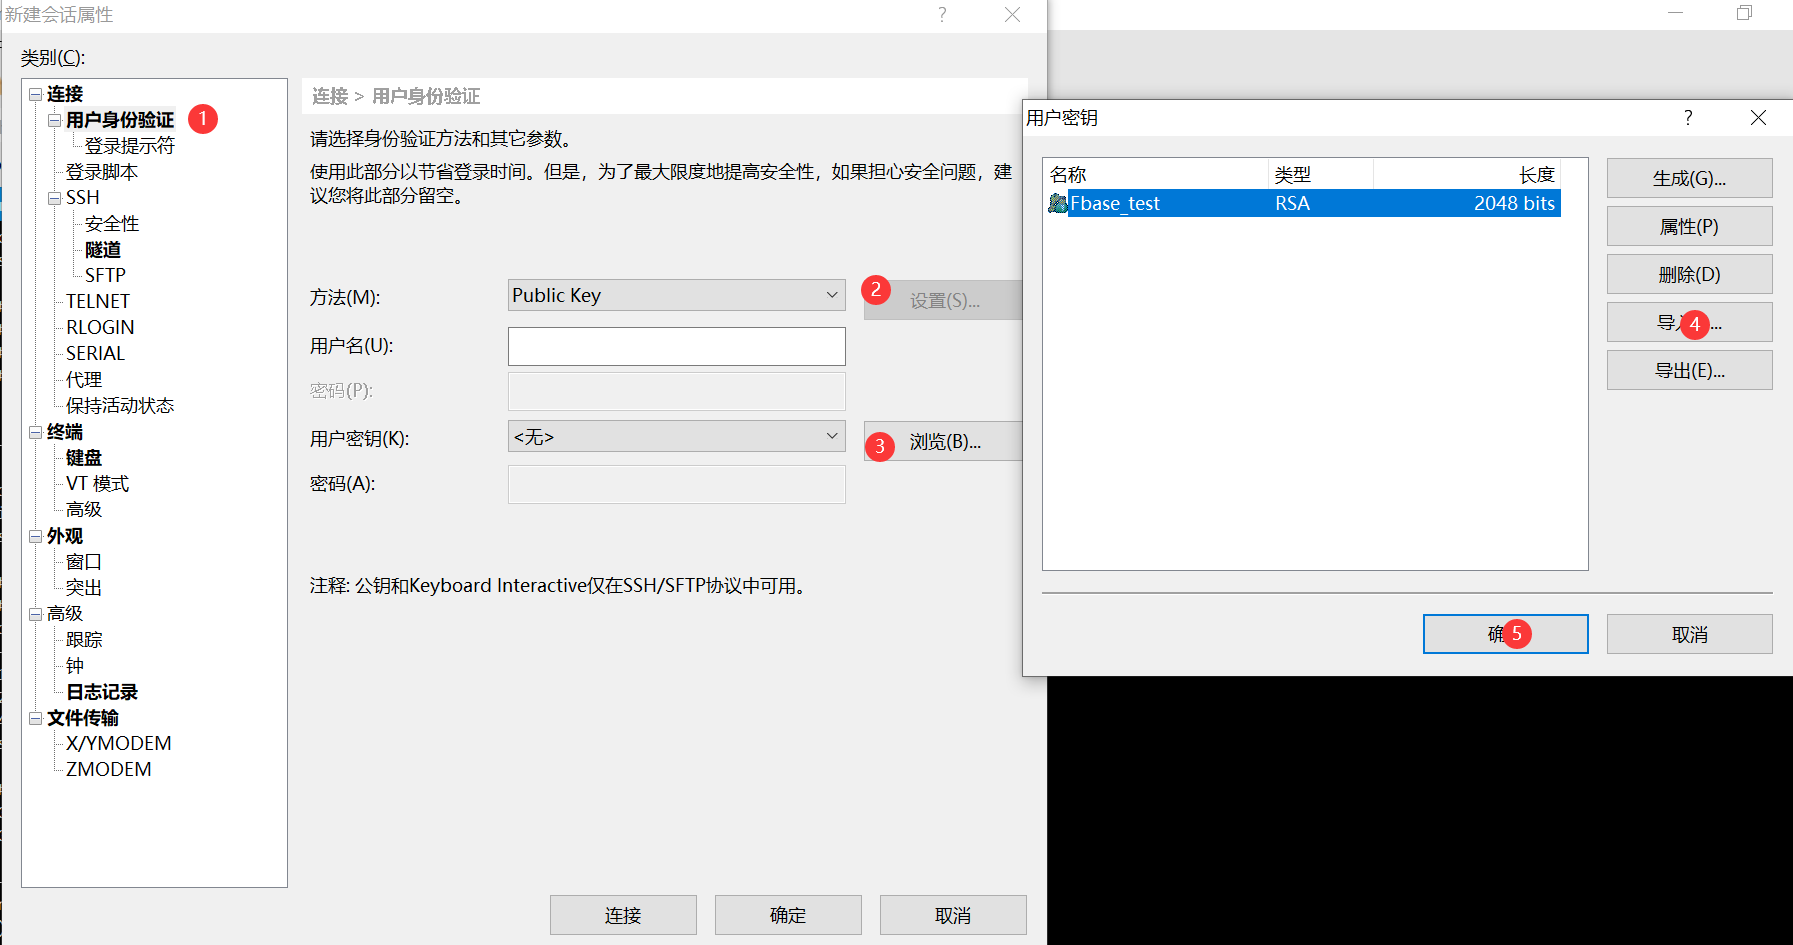 新建会话属性
类别(C):
连接
用户身份验证 1
登录提示符
登录脚本
SSH
安全性
隧道
SFTP
TELNET
RLOGIN
SERIAL
代理
保持活动状态
终端
键盘
VT 模式
高级
外观
窗口
突出
高级
跟踪
钟
日志记录
文件传输
X/YMODEM
ZMODEM
连接 > 用户身份验证
请选择身份验证方法和其它参数。
使用此部分以节省登录时间。但是，为了最大限度地提高安全性，如果担心安全问题，建
议您将此部分留空。
方法(M):
Public Key
2
设置(S)...
用户名(U):
密码(P):
用户密钥(K):
<无>
3
浏览(B)...
密码(A):
注释: 公钥和Keyboard Interactive仅在SSH/SFTP协议中可用。
连接
确定
取消
用户密钥
名称 类型 长度
Fbase_test RSA 2048 bits
生成(G)...
属性(P)
删除(D)
导 4 ...
导出(E)...
确 5
取消